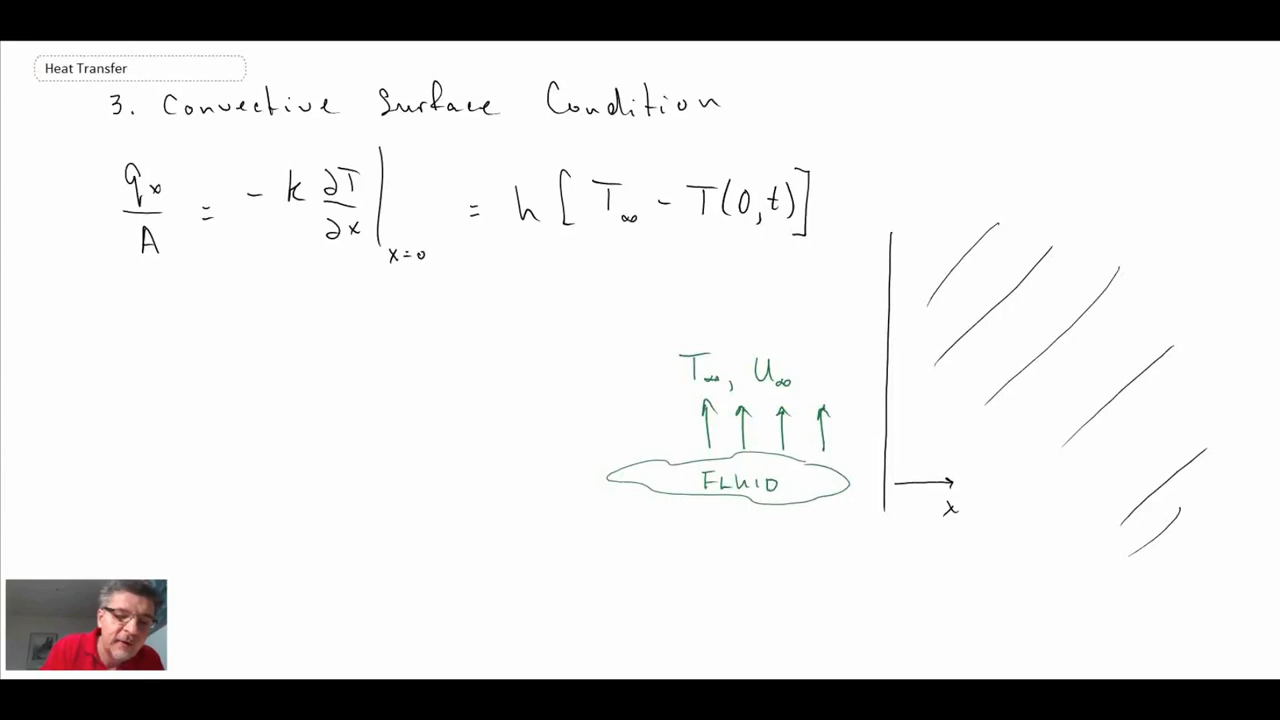 Heat Transfer
3. Convective Surface Condition
qₓ/A = -k ∂T/∂x |ₓ₌₀ = h [ T∞ - T(0,t) ]
T∞, U∞
FLUID
x